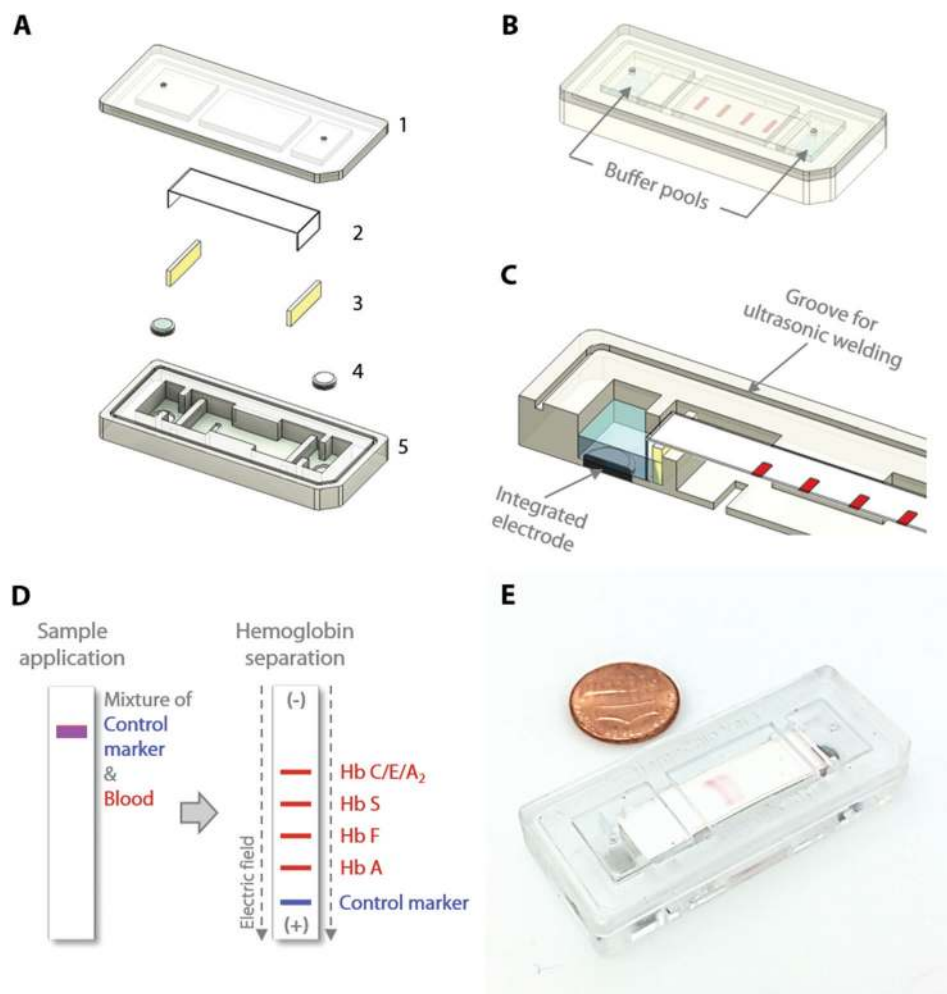 A
1
2
3
4
5
B
Buffer pools
C
Groove for
ultrasonic welding
Integrated
electrode
D
Sample
application
Mixture of
Control
marker
&
Blood
Hemoglobin
separation
(-)
Hb C/E/A₂
Hb S
Hb F
Hb A
Control marker
(+)
Electric field
E